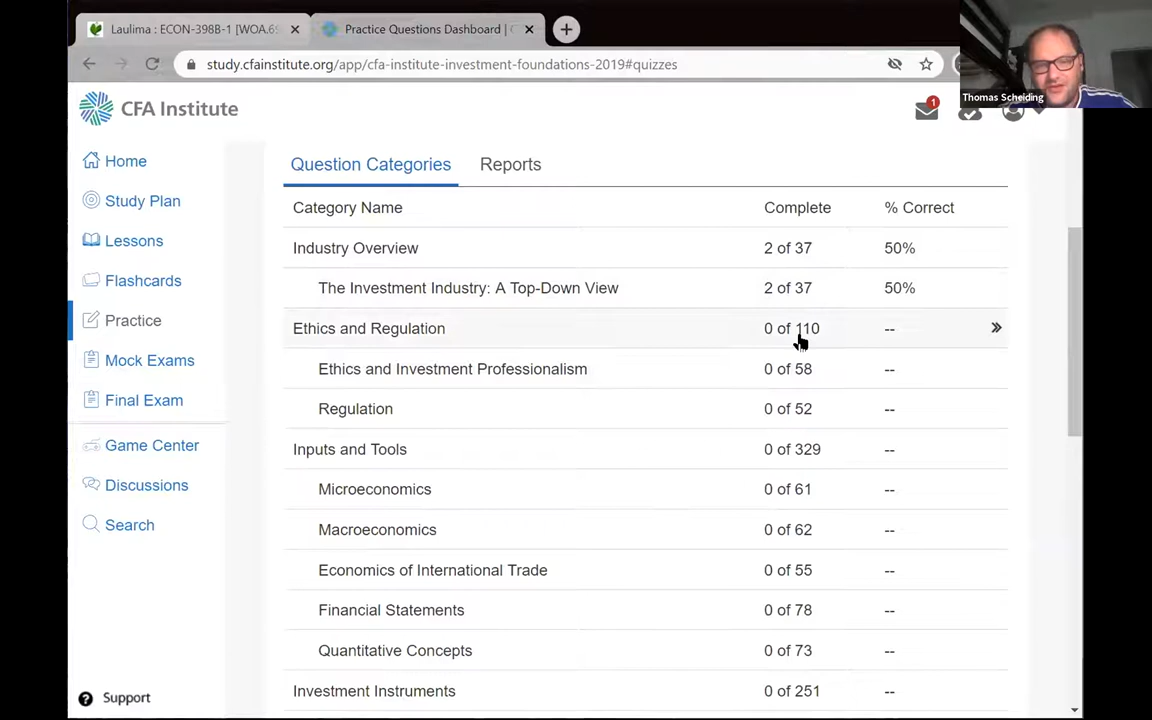 Laulima : ECON-398B-1 [WOA.69
Practice Questions Dashboard | C
study.cfainstitute.org/app/cfa-institute-investment-foundations-2019#quizzes
Thomas Scheiding
CFA Institute
1
Home
Study Plan
Lessons
Flashcards
Practice
Mock Exams
Final Exam
Game Center
Discussions
Search
Support
Question Categories Reports
Category Name Complete % Correct
Industry Overview 2 of 37 50%
The Investment Industry: A Top-Down View 2 of 37 50%
Ethics and Regulation 0 of 110 -- »
Ethics and Investment Professionalism 0 of 58 --
Regulation 0 of 52 --
Inputs and Tools 0 of 329 --
Microeconomics 0 of 61 --
Macroeconomics 0 of 62 --
Economics of International Trade 0 of 55 --
Financial Statements 0 of 78 --
Quantitative Concepts 0 of 73 --
Investment Instruments 0 of 251 --